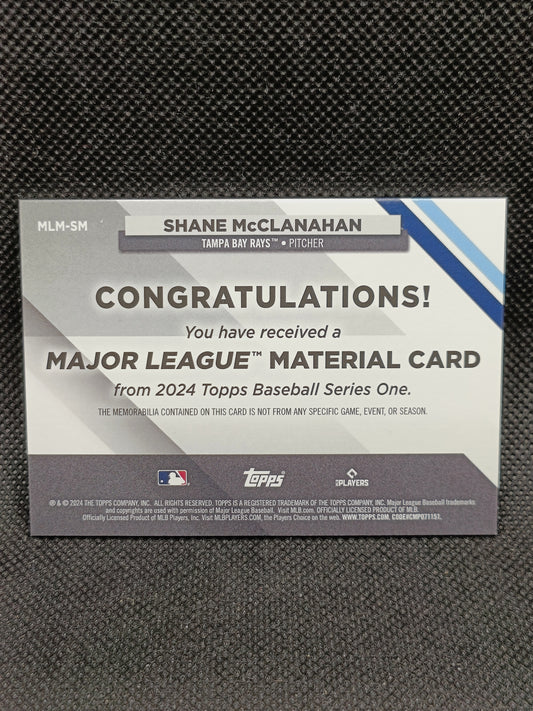 MLM-SM
SHANE McCLANAHAN
TAMPA BAY RAYS™ • PITCHER
CONGRATULATIONS!
You have received a
MAJOR LEAGUE™ MATERIAL CARD
from 2024 Topps Baseball Series One.
THE MEMORABILIA CONTAINED ON THIS CARD IS NOT FROM ANY SPECIFIC GAME, EVENT, OR SEASON.
topps
PLAYERS
® & © 2024 THE TOPPS COMPANY, INC. ALL RIGHTS RESERVED. TOPPS IS A REGISTERED TRADEMARK OF THE TOPPS COMPANY, INC. Major League Baseball trademarks
and copyrights are used with permission of Major League Baseball. Visit MLB.com. OFFICIALLY LICENSED PRODUCT OF MLB
Officially Licensed Product of MLB Players, Inc. Visit MLBPLAYERS.COM, the Players Choice on the web. WWW.TOPPS.COM. CODE#CMP071151.